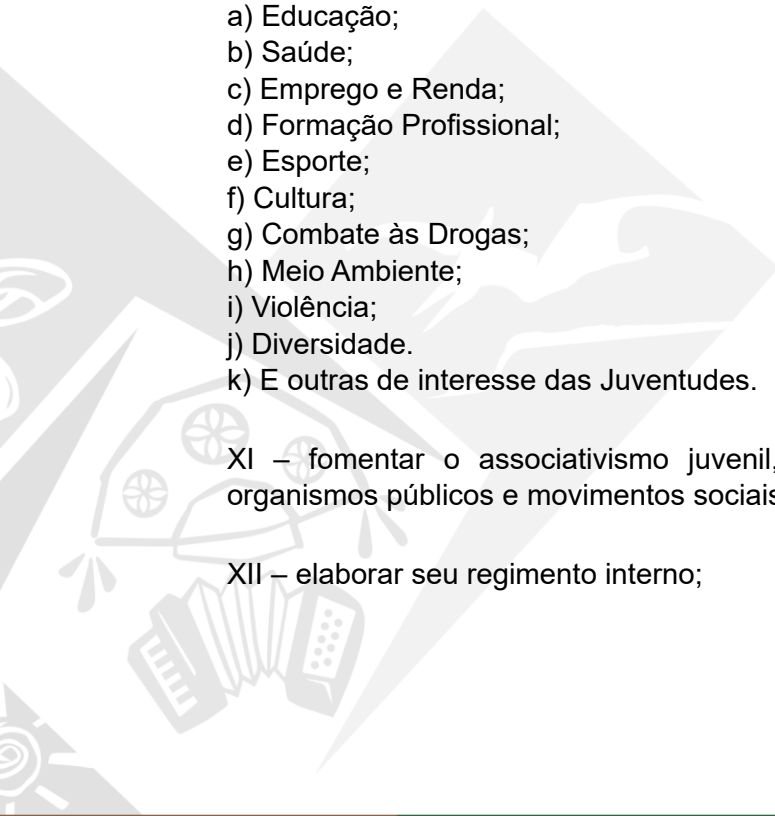 a) Educação;
b) Saúde;
c) Emprego e Renda;
d) Formação Profissional;
e) Esporte;
f) Cultura;
g) Combate às Drogas;
h) Meio Ambiente;
i) Violência;
j) Diversidade.
k) E outras de interesse das Juventudes.
XI – fomentar o associativismo juvenil,
organismos públicos e movimentos sociais
XII – elaborar seu regimento interno;